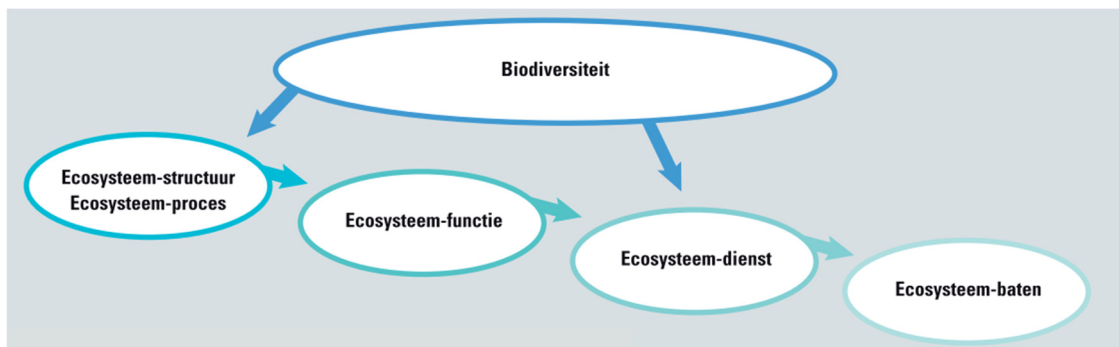 Biodiversiteit
Ecosysteem-structuur
Ecosysteem-proces
Ecosysteem-functie
Ecosysteem-dienst
Ecosysteem-baten